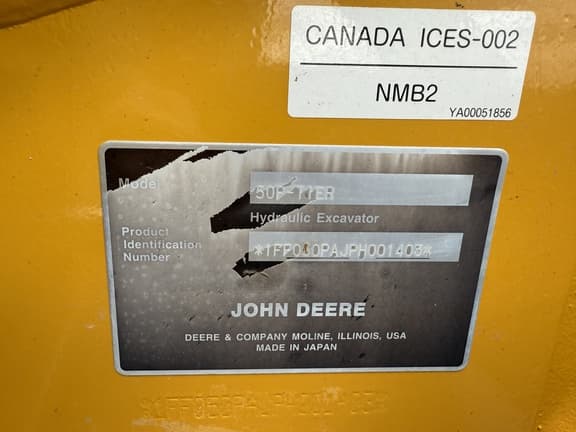 CANADA ICES-002
NMB2
YA00051856
Model
50P-TIER
Hydraulic Excavator
Product
Identification
Number
JOHN DEERE
DEERE & COMPANY MOLINE, ILLINOIS, USA
MADE IN JAPAN